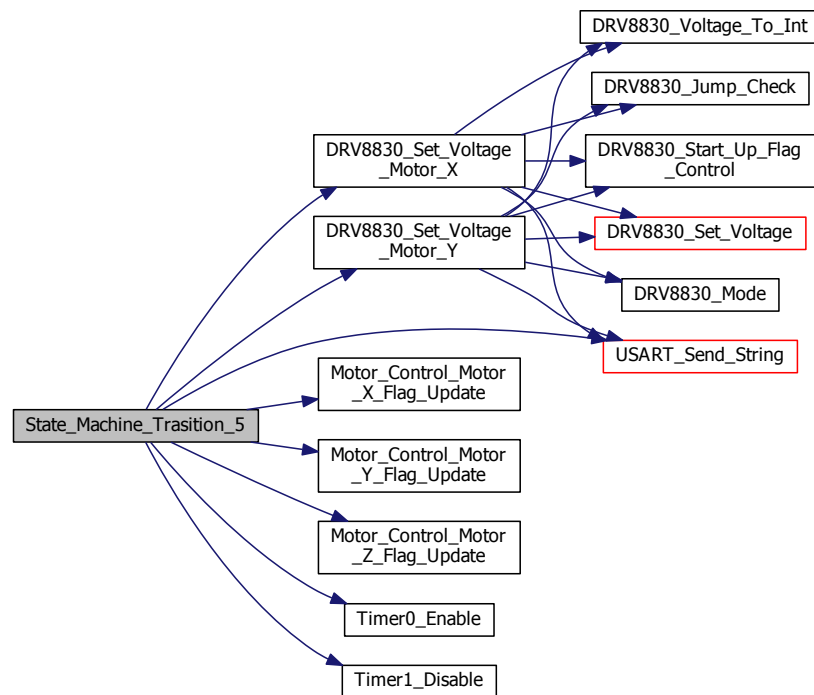 DRV8830_Voltage_To_Int
DRV8830_Jump_Check
DRV8830_Set_Voltage
_Motor_X
DRV8830_Start_Up_Flag
_Control
DRV8830_Set_Voltage
_Motor_Y
DRV8830_Set_Voltage
DRV8830_Mode
USART_Send_String
Motor_Control_Motor
_X_Flag_Update
State_Machine_Trasition_5
Motor_Control_Motor
_Y_Flag_Update
Motor_Control_Motor
_Z_Flag_Update
Timer0_Enable
Timer1_Disable